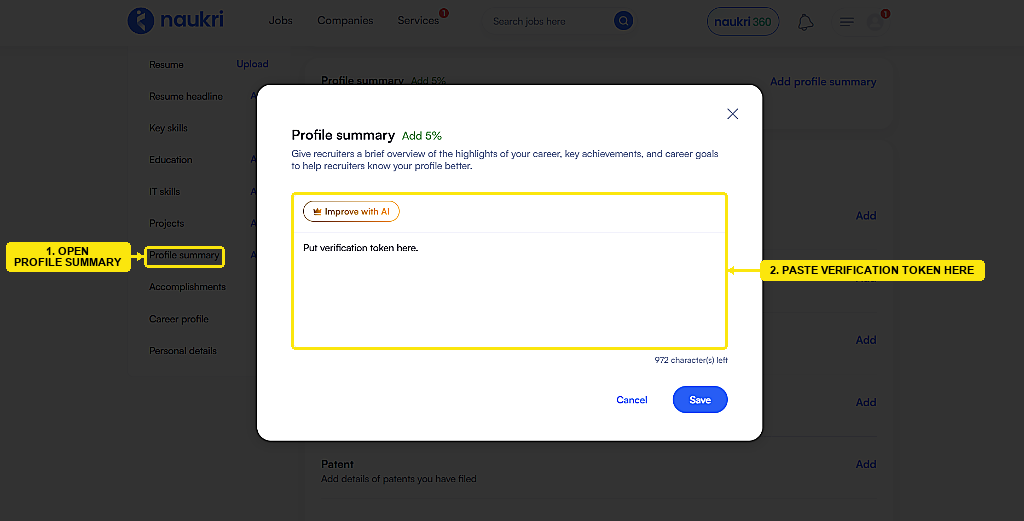 naukri
Jobs
Companies
Services
1
Search jobs here
naukri 360
1
Resume
Upload
Resume headline
A
Key skills
Education
A
IT skills
A
Projects
A
Profile summary
A
Accomplishments
Career profile
Personal details
1. OPEN
PROFILE SUMMARY
Profile summary Add 5%
Add profile summary
Profile summary Add 5%
Give recruiters a brief overview of the highlights of your career, key achievements, and career goals
to help recruiters know your profile better.
Improve with AI
Put verification token here.
972 character(s) left
Cancel
Save
2. PASTE VERIFICATION TOKEN HERE
Add
Add
Add
Patent
Add
Add details of patents you have filed